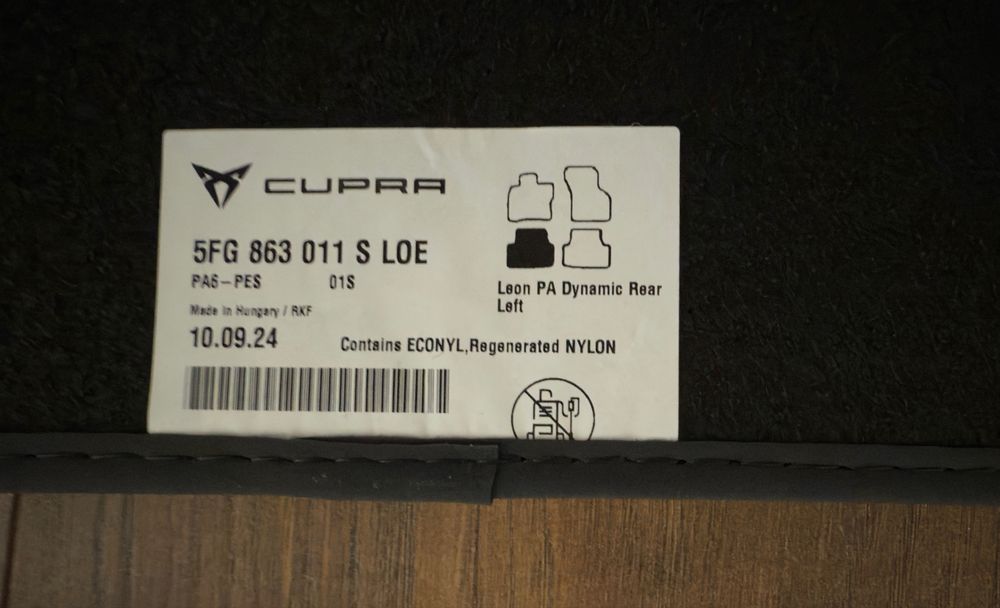 CUPRA
5FG 863 011 S LOE
PA6-PES 01S
Made in Hungary / RKF
10.09.24
Leon PA Dynamic Rear
Left
Contains ECONYL,Regenerated NYLON